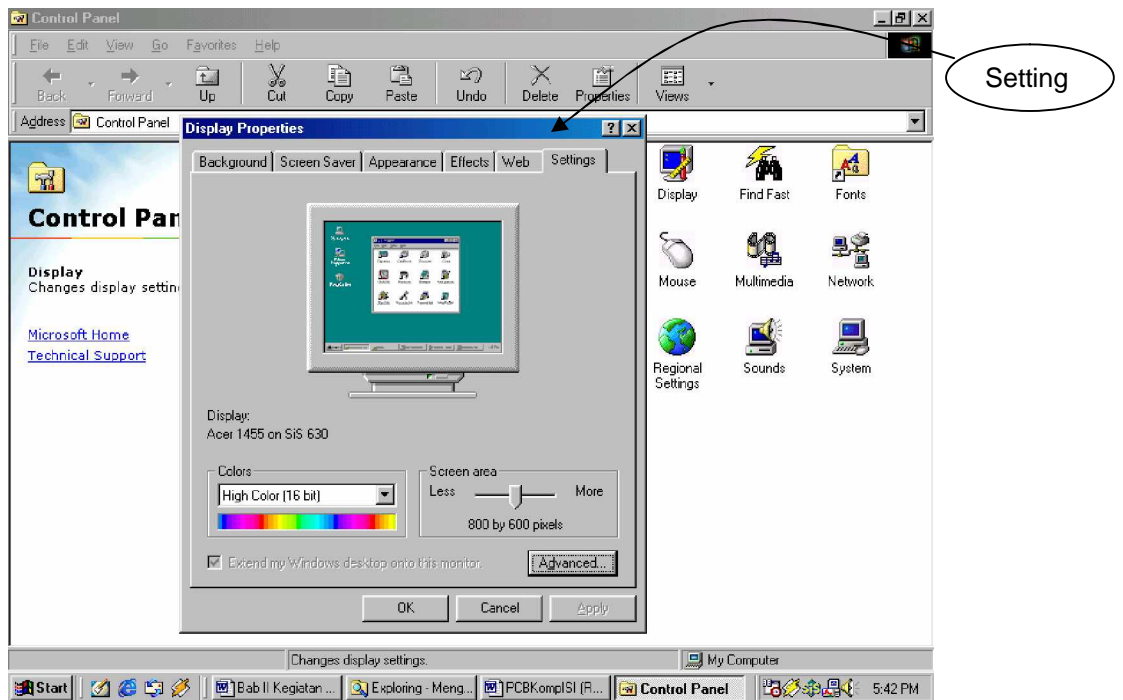 Control Panel
File Edit View Go Favorites Help
Back Forward Up Cut Copy Paste Undo Delete Properties Views
Setting
Address Control Panel
Display Properties
Background Screen Saver Appearance Effects Web Settings
Control Pan
Display
Changes display settin
Microsoft Home
Technical Support
Display:
Acer 1455 on SiS 630
Colors
High Color (16 bit)
Screen area
Less More
800 by 600 pixels
Extend my Windows desktop onto this monitor.
Advanced...
OK Cancel Apply
Display Find Fast Fonts
Mouse Multimedia Network
Regional Settings
Sounds System
Changes display settings. My Computer
Start Bab II Kegiatan ... Exploring - Meng... PCBKompISI (R... Control Panel 5:42 PM